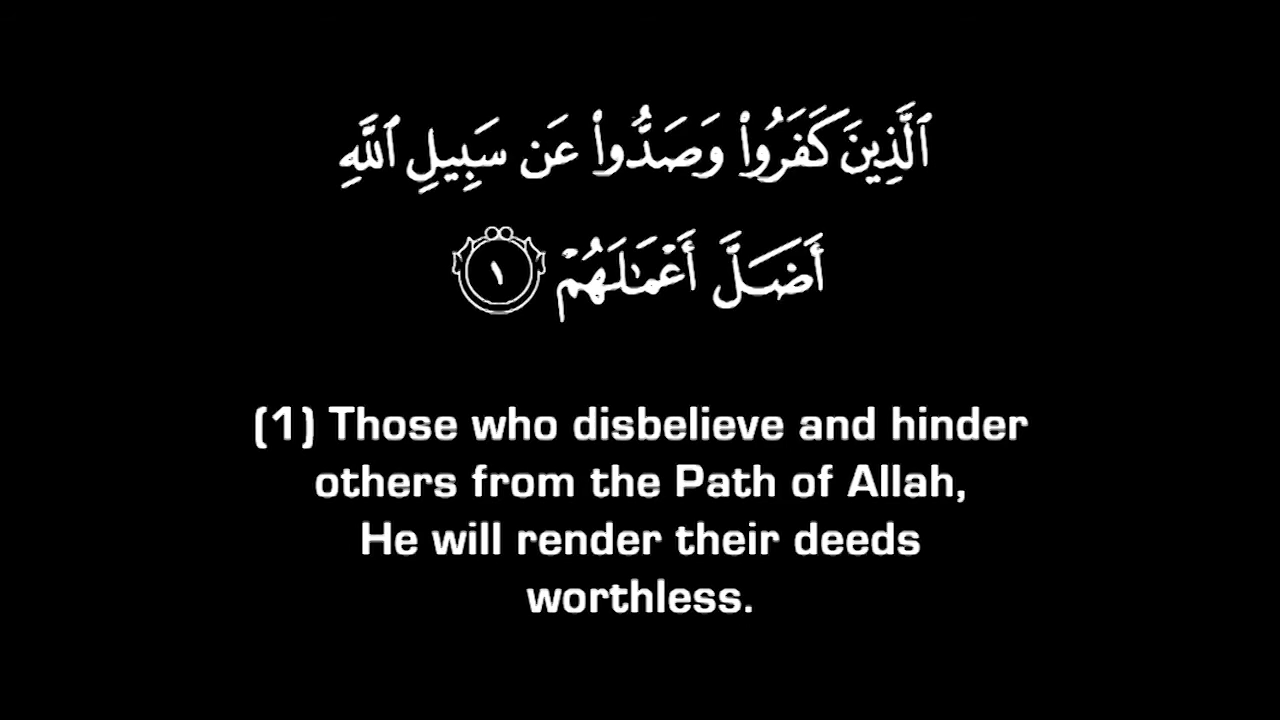 ٱلَّذِينَ كَفَرُوا۟ وَصَدُّوا۟ عَن سَبِيلِ ٱللَّهِ
أَضَلَّ أَعْمَـٰلَهُمْ ١
(1) Those who disbelieve and hinder
others from the Path of Allah,
He will render their deeds
worthless.